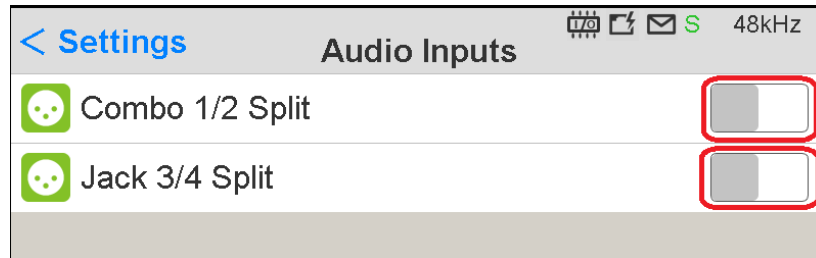 I/O S 48kHz
< Settings Audio Inputs
Combo 1/2 Split
Jack 3/4 Split